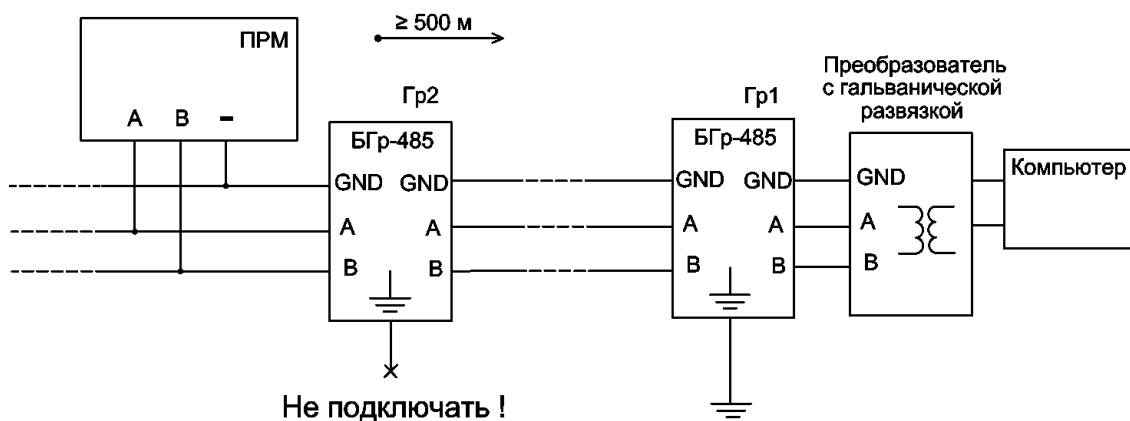 ПРМ
≥ 500 м
A B –
Гр2
БГр-485
GND GND
A A
B B
Не подключать !
Гр1
БГр-485
GND GND
A A
B B
Преобразователь
с гальванической
развязкой
GND
A
B
Компьютер